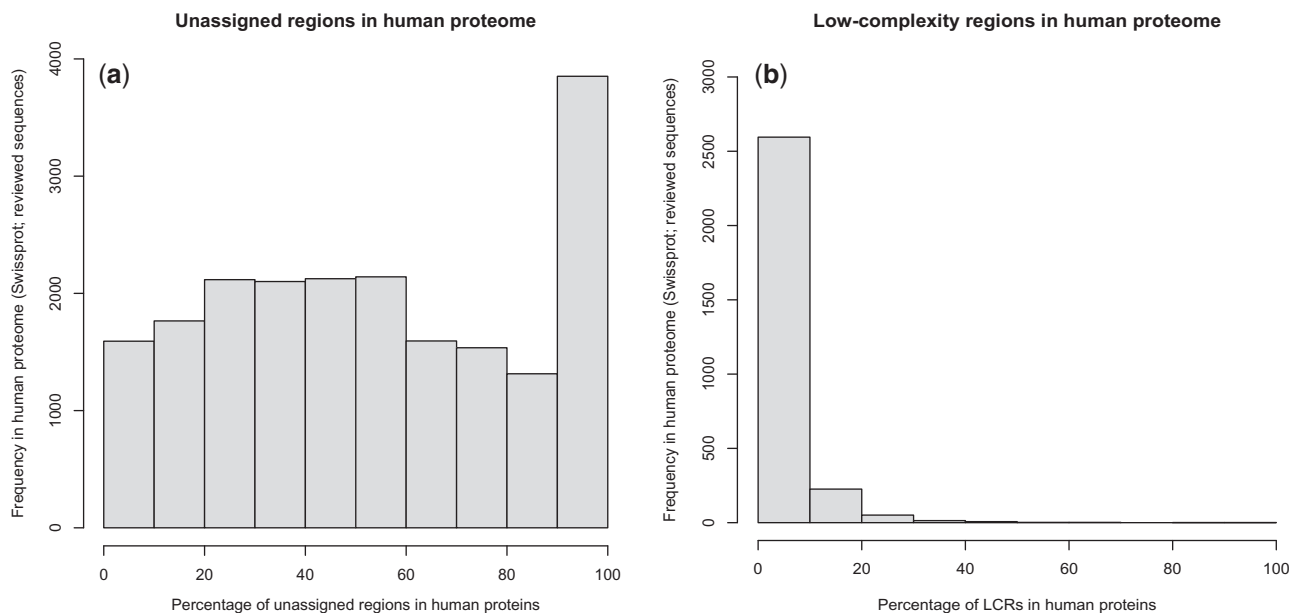 Unassigned regions in human proteome
(a)
Frequency in human proteome (Swissprot; reviewed sequences)
4000
3000
2000
1000
0
0 20 40 60 80 100
Percentage of unassigned regions in human proteins
Low-complexity regions in human proteome
(b)
Frequency in human proteome (Swissprot; reviewed sequences)
3000
2500
2000
1500
1000
500
0
0 20 40 60 80 100
Percentage of LCRs in human proteins